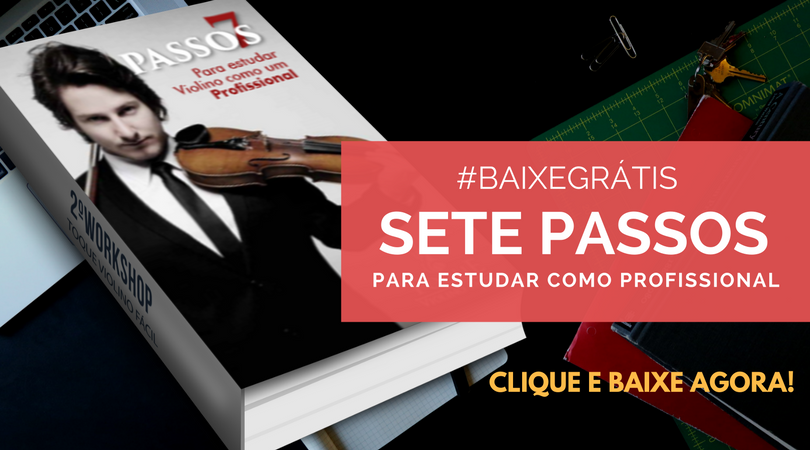 7
PASSOS
Para estudar
Violino como um
Profissional
2º WORKSHOP
TOQUE VIOLINO FÁCIL
OMNIMAT
#BAIXEGRÁTIS
SETE PASSOS
PARA ESTUDAR COMO PROFISSIONAL
CLIQUE E BAIXE AGORA!